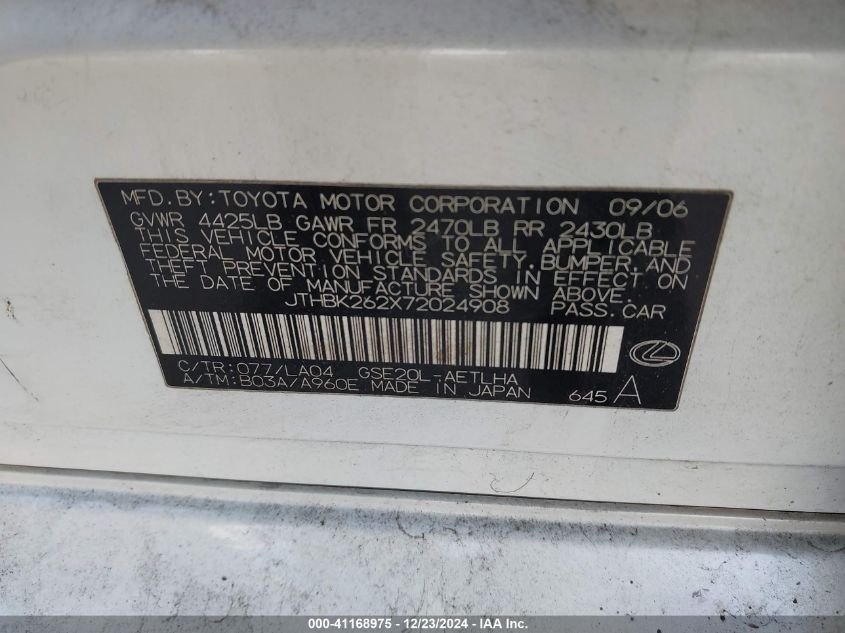 MFD. BY: TOYOTA MOTOR CORPORATION 09/06
GVWR 4425LB GAWR FR 2470LB RR 2430LB
THIS VEHICLE CONFORMS TO ALL APPLICABLE
FEDERAL MOTOR VEHICLE SAFETY, BUMPER, AND
THEFT PREVENTION STANDARDS IN EFFECT ON
THE DATE OF MANUFACTURE SHOWN ABOVE.
JTHBK262X72024908 PASS. CAR
C/TR: 077/LA04 GSE20L-AETLHA
A/TM: B03A/A960E MADE IN JAPAN 645 A
000-41168975 - 12/23/2024 - IAA Inc.